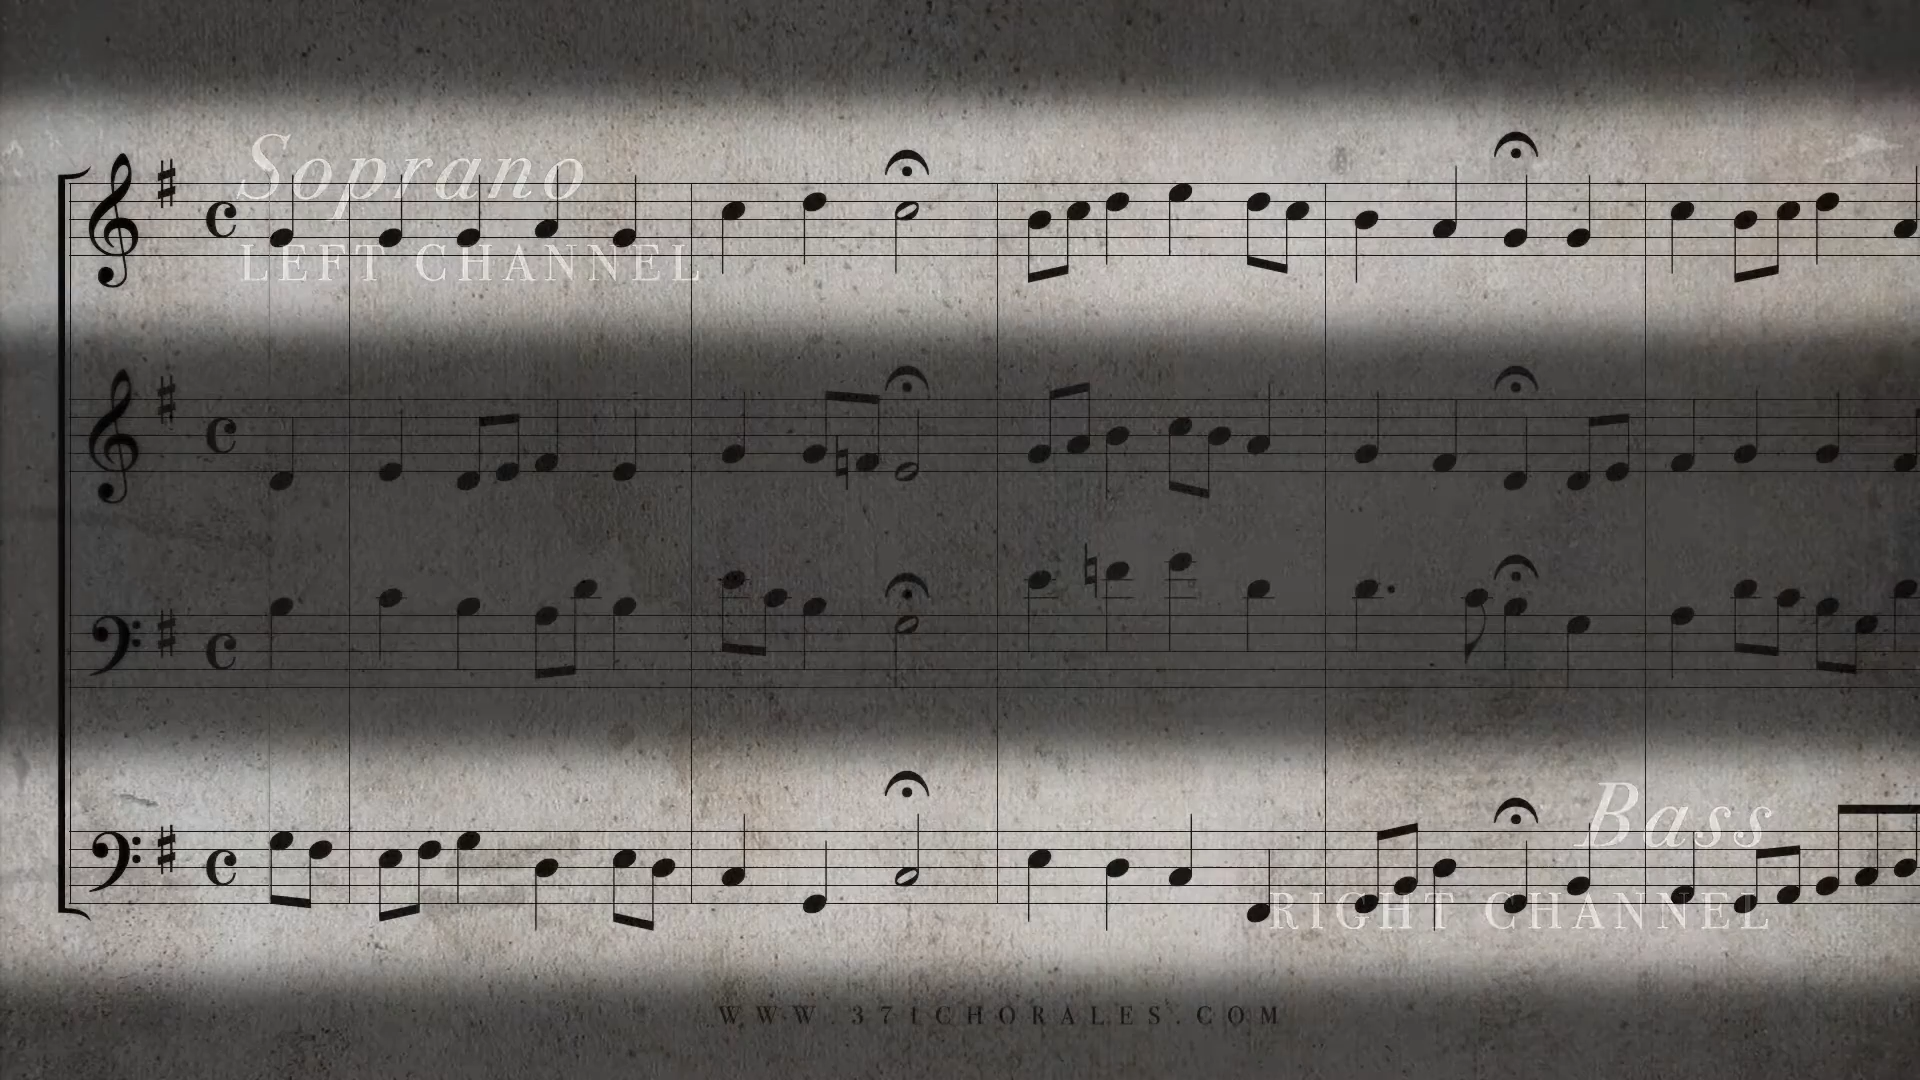 Soprano
LEFT CHANNEL
Bass
RIGHT CHANNEL
WWW.371CHORALES.COM